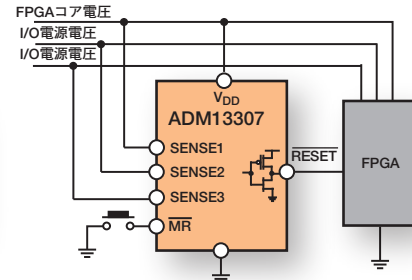 FPGAコア電圧
I/O電源電圧
I/O電源電圧
VDD
ADM13307
SENSE1
SENSE2
SENSE3
MR
RESET
FPGA